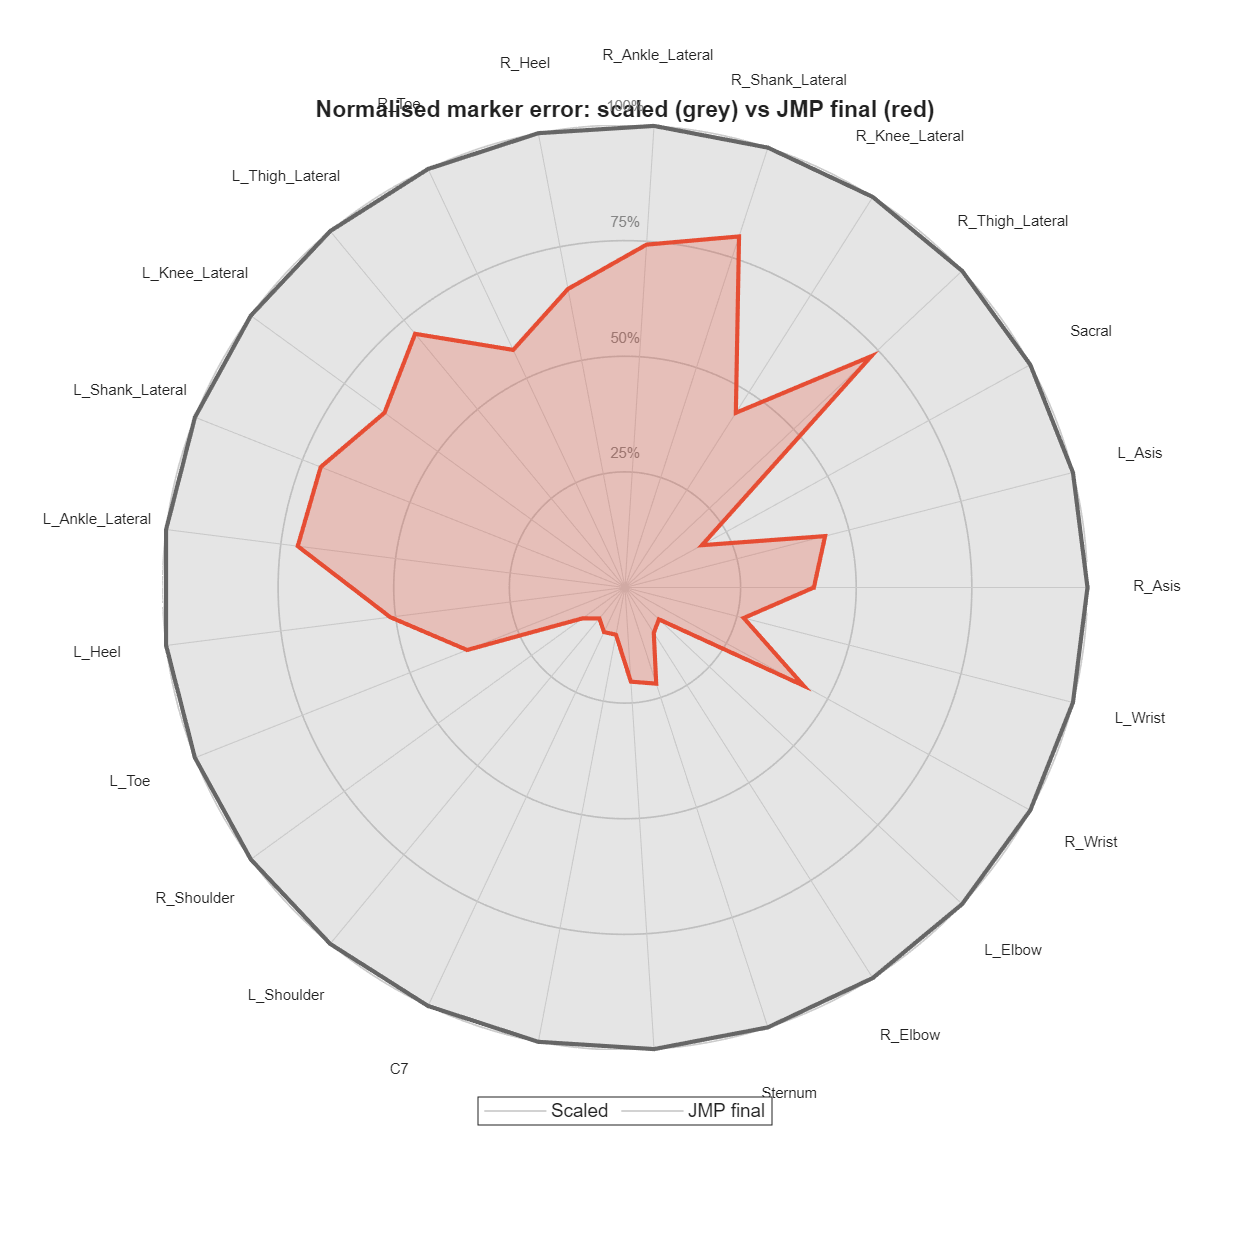 R_Ankle_Lateral
R_Heel
R_Shank_Lateral
R_Toe
100%
Normalised marker error: scaled (grey) vs JMP final (red)
R_Knee_Lateral
L_Thigh_Lateral
R_Thigh_Lateral
75%
L_Knee_Lateral
Sacral
50%
L_Shank_Lateral
25%
L_Asis
L_Ankle_Lateral
R_Asis
L_Heel
L_Wrist
L_Toe
R_Wrist
R_Shoulder
L_Elbow
L_Shoulder
R_Elbow
C7
Sternum
Scaled JMP final